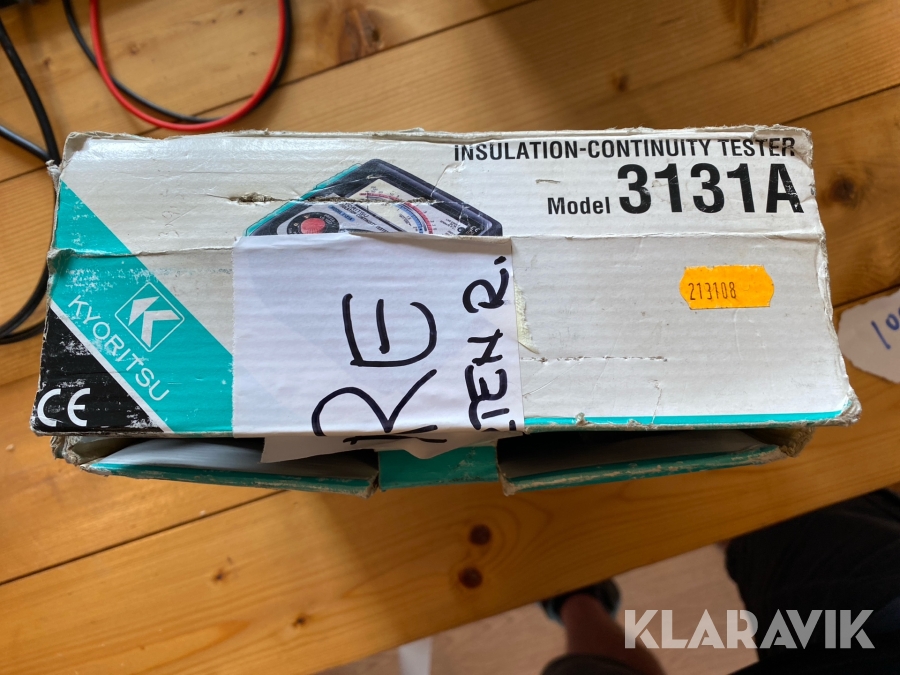 INSULATION-CONTINUITY TESTER
Model 3131A
213108
KYORITSU
CE
RE
KLARAVIK